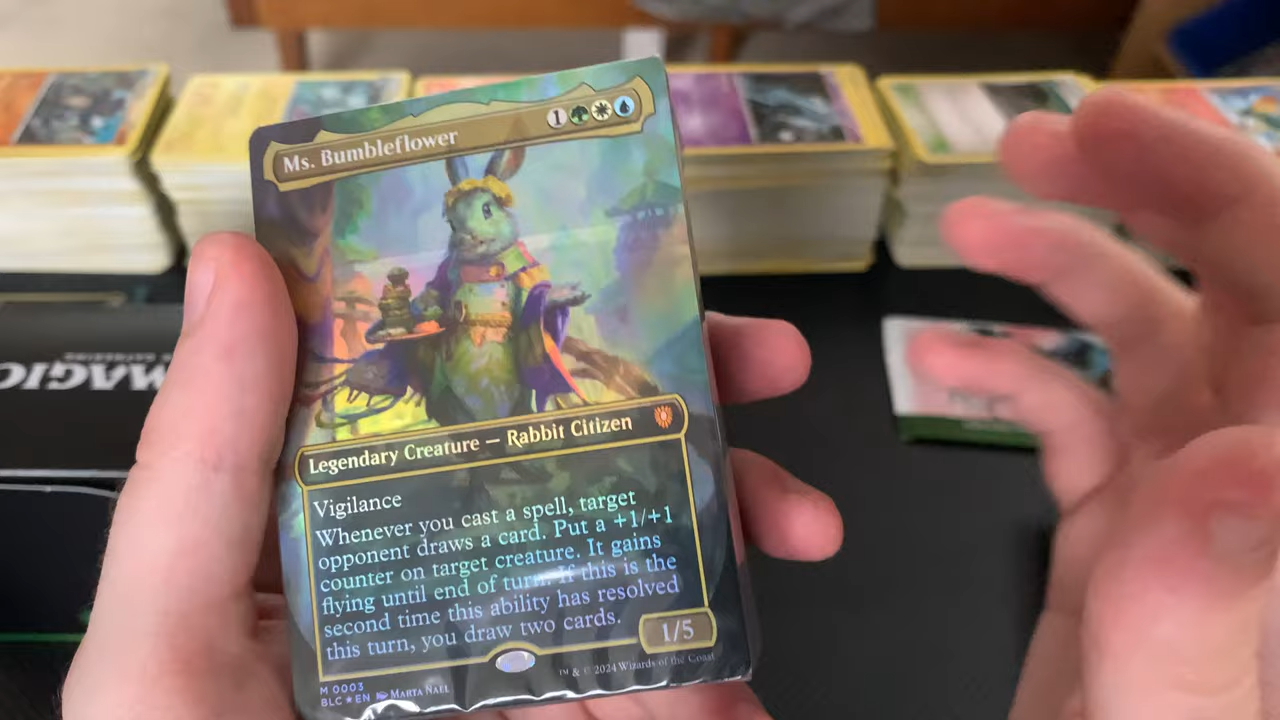 Ms. Bumbleflower
1
Legendary Creature — Rabbit Citizen
Vigilance
Whenever you cast a spell, target
opponent draws a card. Put a +1/+1
counter on target creature. It gains
flying until end of turn. If this is the
second time this ability has resolved
this turn, you draw two cards.
1/5
M 0003
BLC ★ EN MARTA NAEL
™ & © 2024 Wizards of the Coast
MAGIC